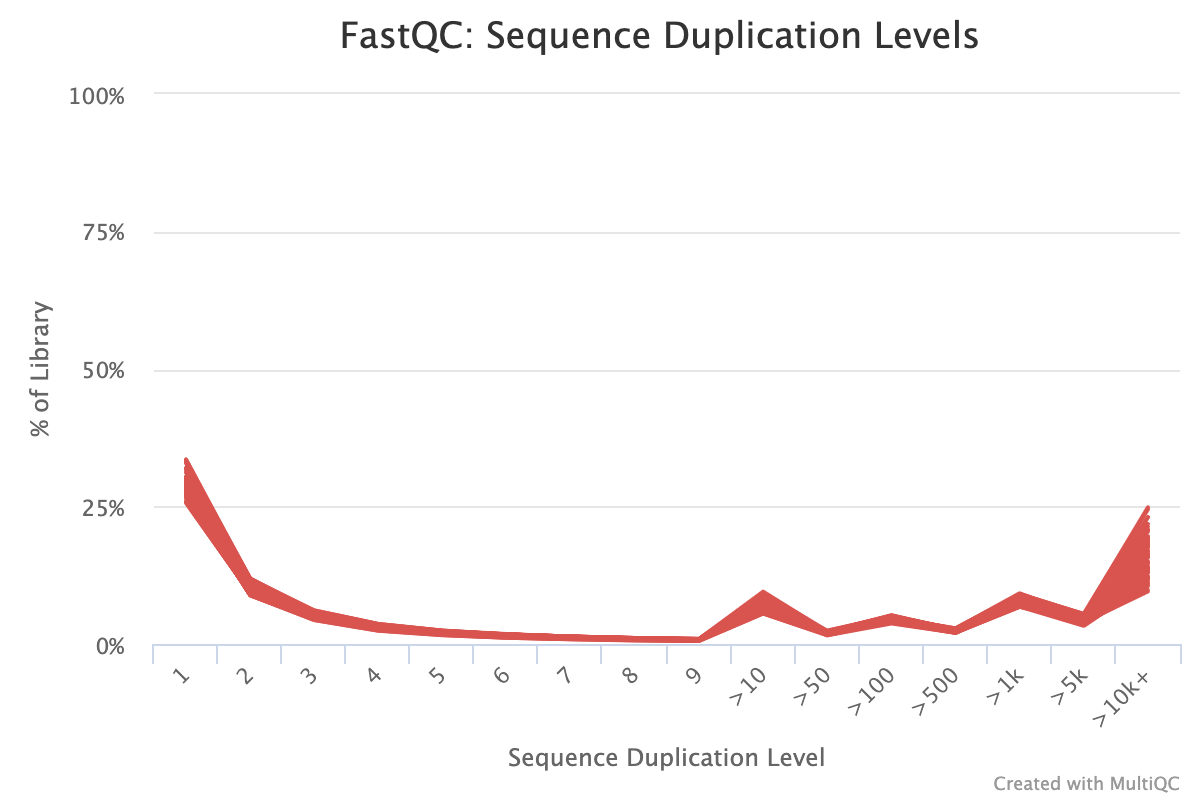 FastQC: Sequence Duplication Levels
100%
75%
50%
25%
0%
% of Library
1 2 3 4 5 6 7 8 9 >10 >50 >100 >500 >1k >5k >10k+
Sequence Duplication Level
Created with MultiQC